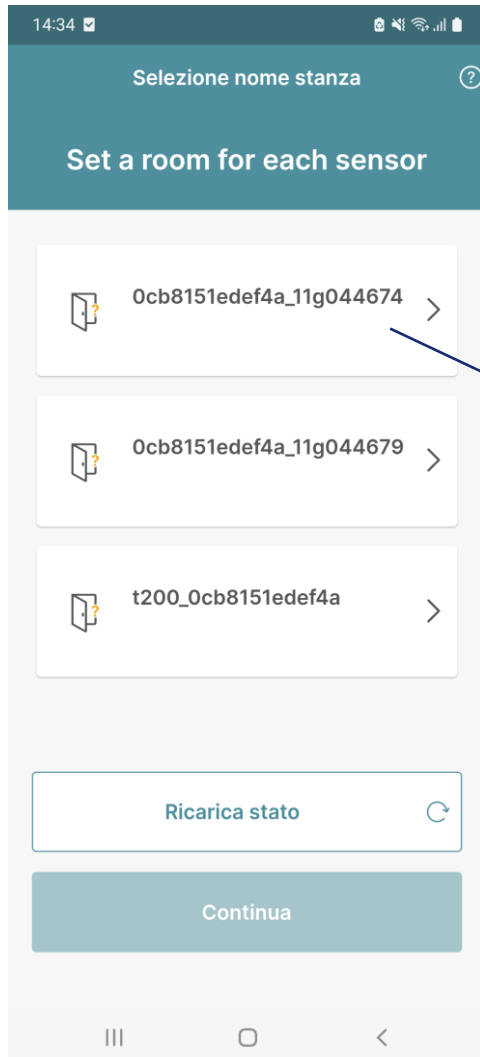 14:34
Selezione nome stanza
?
Set a room for each sensor
?
0cb8151edef4a_11g044674
?
0cb8151edef4a_11g044679
?
t200_0cb8151edef4a
Ricarica stato
Continua